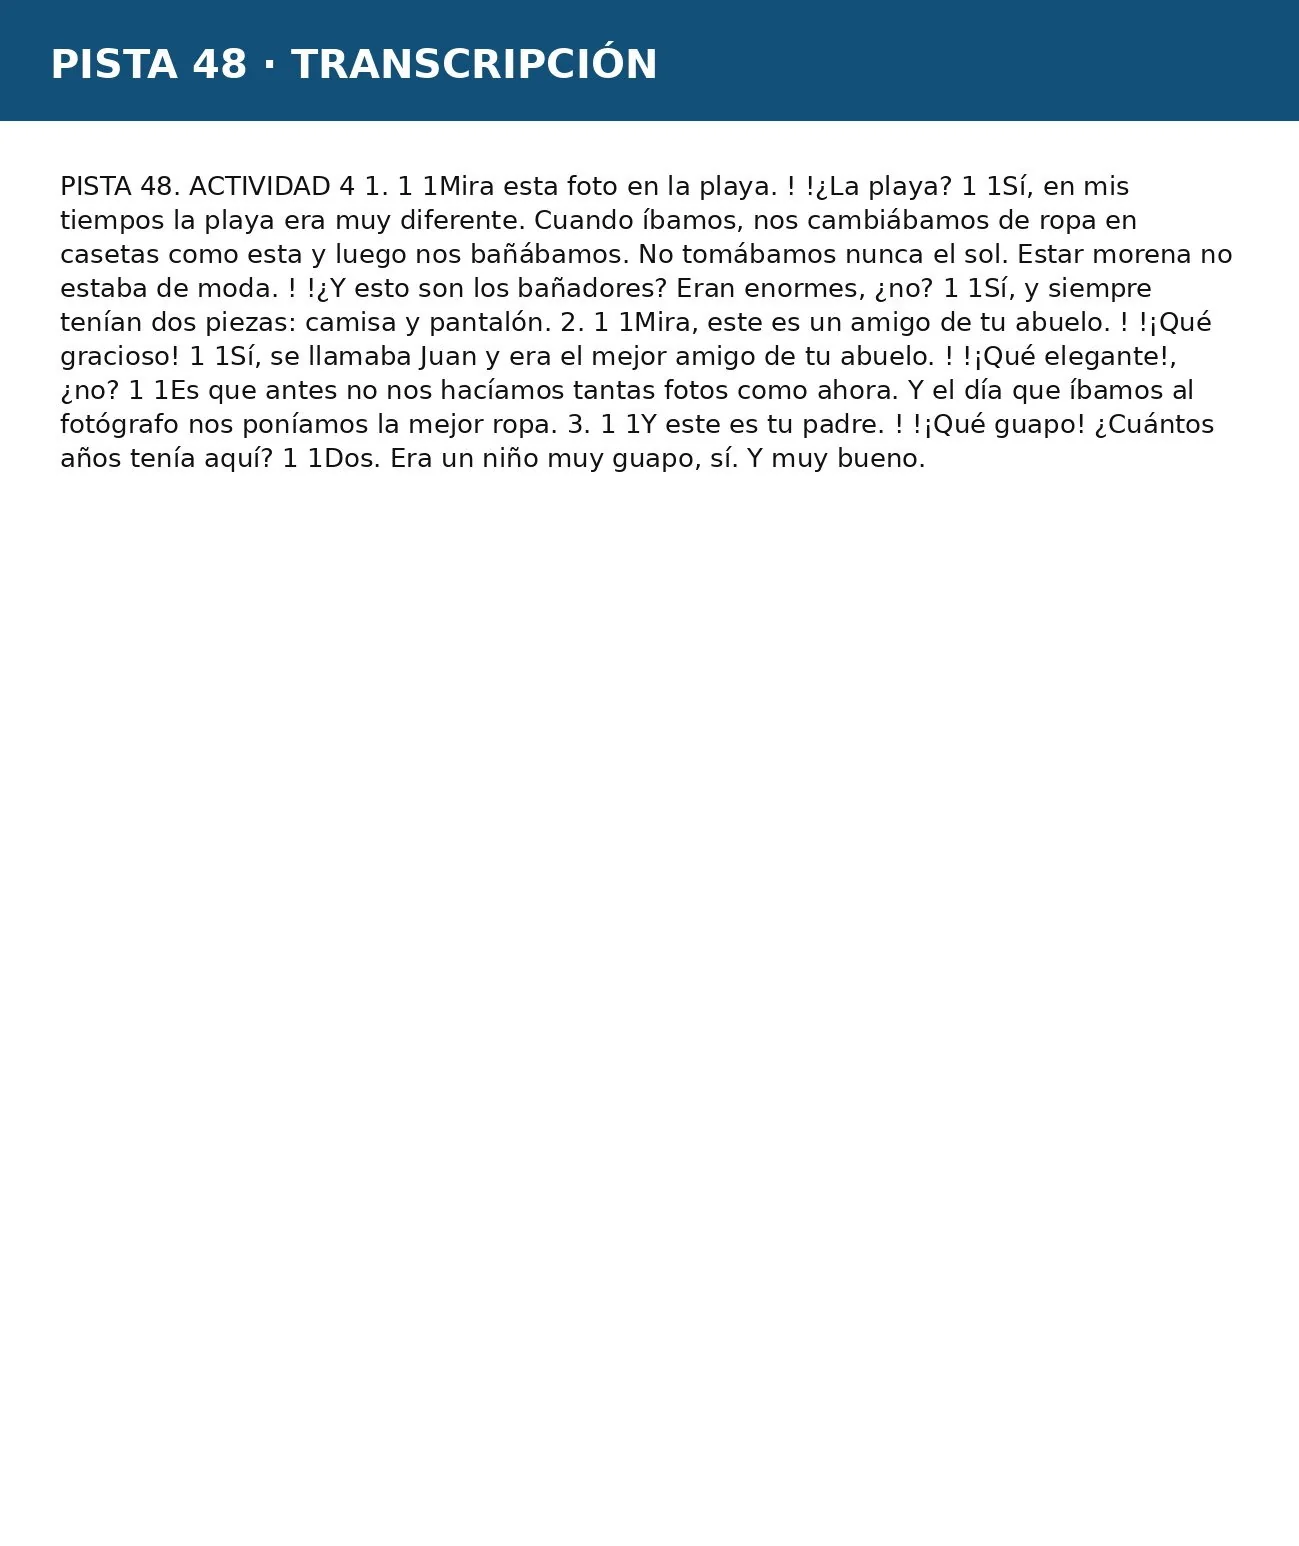 PISTA 48 · TRANSCRIPCIÓN
PISTA 48. ACTIVIDAD 4 1. 1 1Mira esta foto en la playa. ! !¿La playa? 1 1Sí, en mis
tiempos la playa era muy diferente. Cuando íbamos, nos cambiábamos de ropa en
casetas como esta y luego nos bañábamos. No tomábamos nunca el sol. Estar morena no
estaba de moda. ! !¿Y esto son los bañadores? Eran enormes, ¿no? 1 1Sí, y siempre
tenían dos piezas: camisa y pantalón. 2. 1 1Mira, este es un amigo de tu abuelo. ! !¡Qué
gracioso! 1 1Sí, se llamaba Juan y era el mejor amigo de tu abuelo. ! !¡Qué elegante!,
¿no? 1 1Es que antes no nos hacíamos tantas fotos como ahora. Y el día que íbamos al
fotógrafo nos poníamos la mejor ropa. 3. 1 1Y este es tu padre. ! !¡Qué guapo! ¿Cuántos
años tenía aquí? 1 1Dos. Era un niño muy guapo, sí. Y muy bueno.